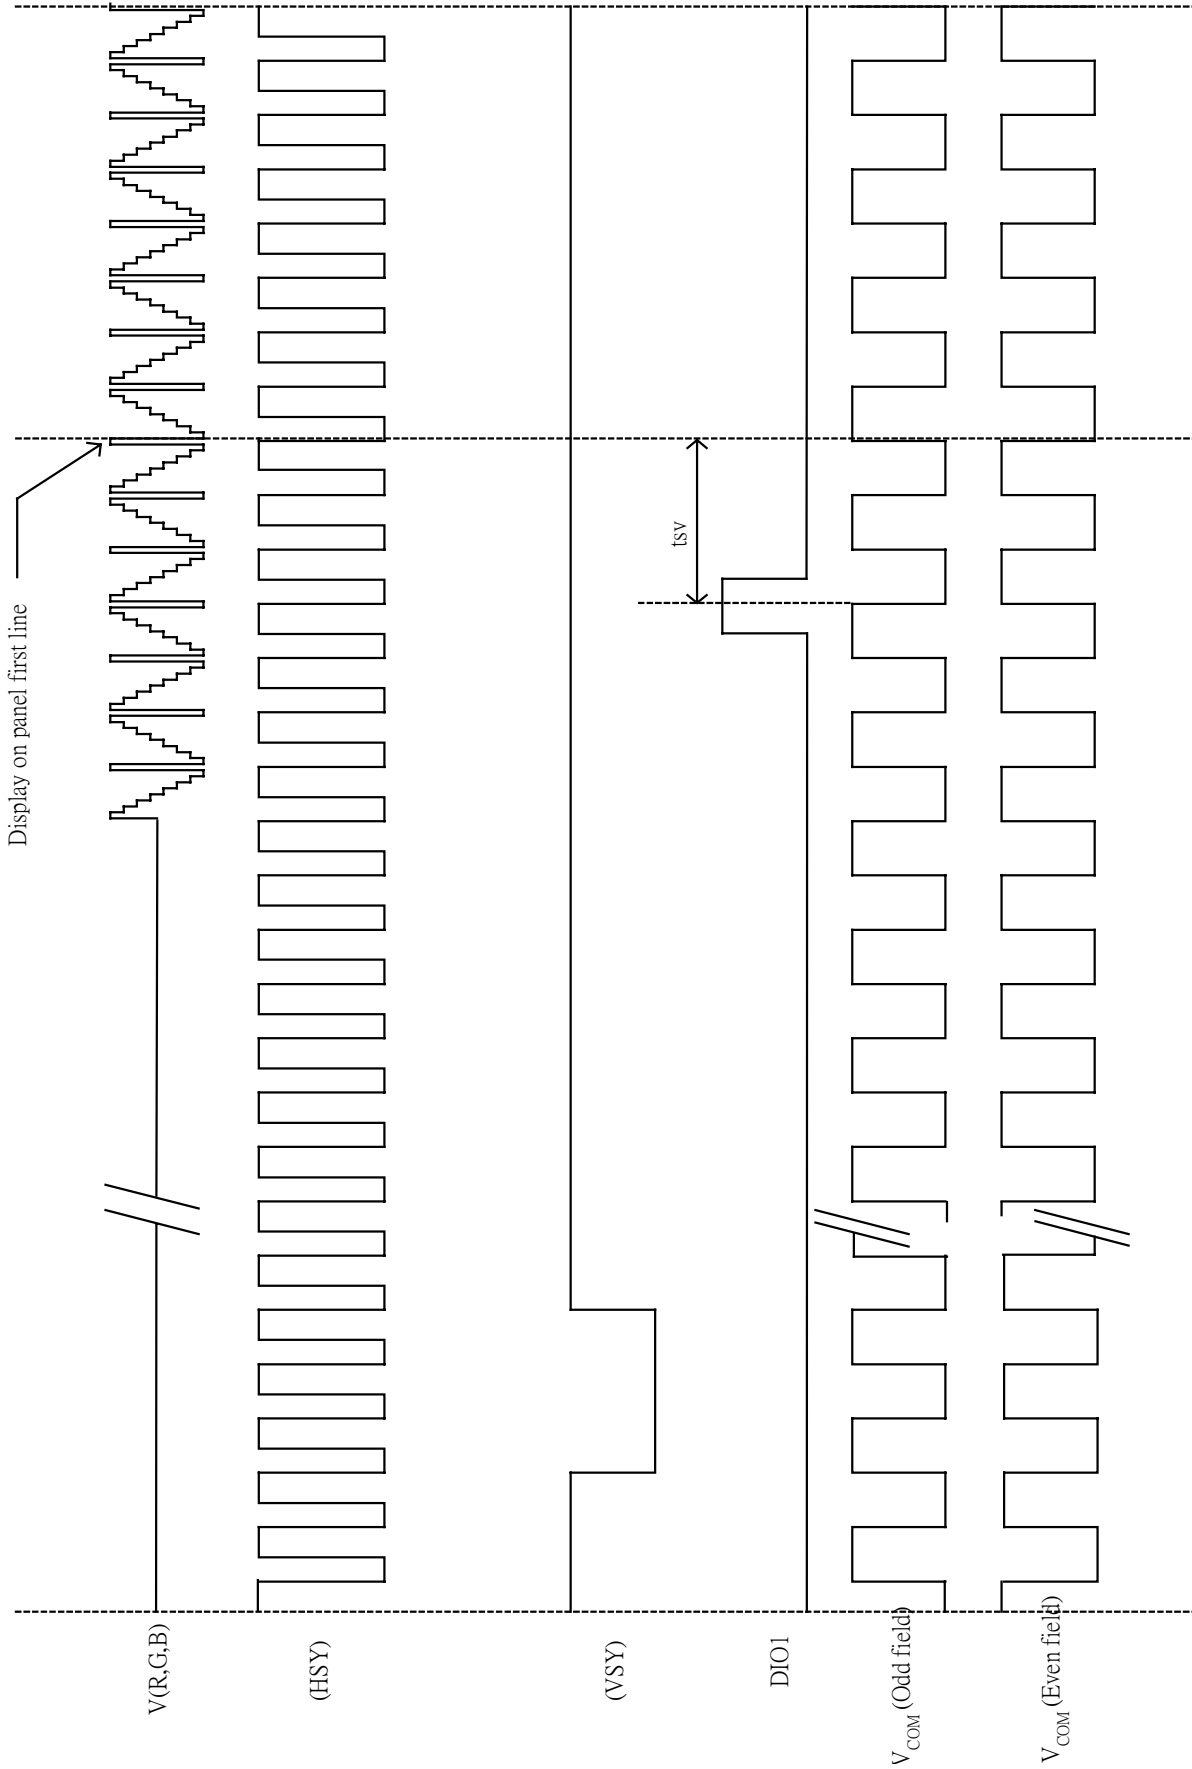 Display on panel first line
tsv
V(R,G,B)
(HSY)
(VSY)
DIO1
VCOM (Odd field)
VCOM (Even field)